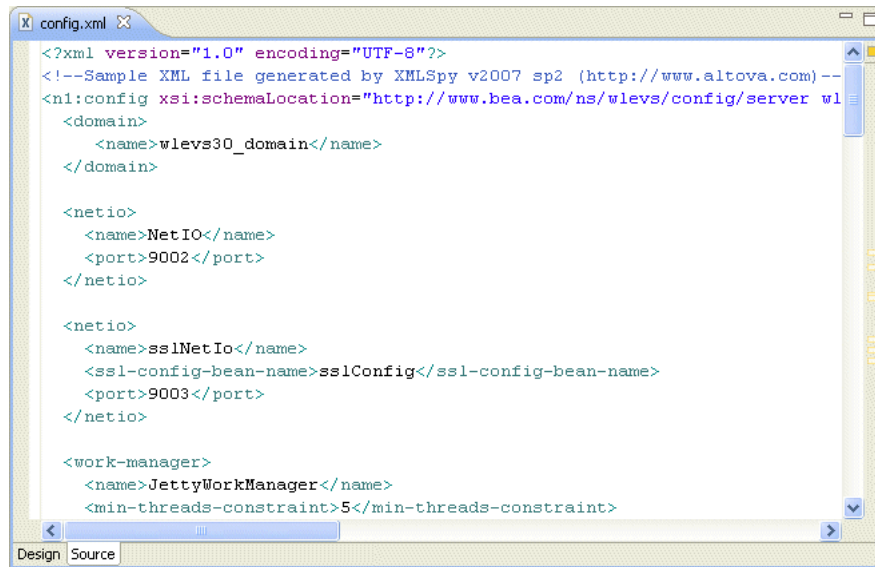 config.xml
<?xml version="1.0" encoding="UTF-8"?>
<!--Sample XML file generated by XMLSpy v2007 sp2 (http://www.altova.com)--
<n1:config xsi:schemaLocation="http://www.bea.com/ns/wlevs/config/server wl
<domain>
<name>wlevs30_domain</name>
</domain>
<netio>
<name>NetIO</name>
<port>9002</port>
</netio>
<netio>
<name>sslNetIo</name>
<ssl-config-bean-name>sslConfig</ssl-config-bean-name>
<port>9003</port>
</netio>
<work-manager>
<name>JettyWorkManager</name>
<min-threads-constraint>5</min-threads-constraint>
Design Source